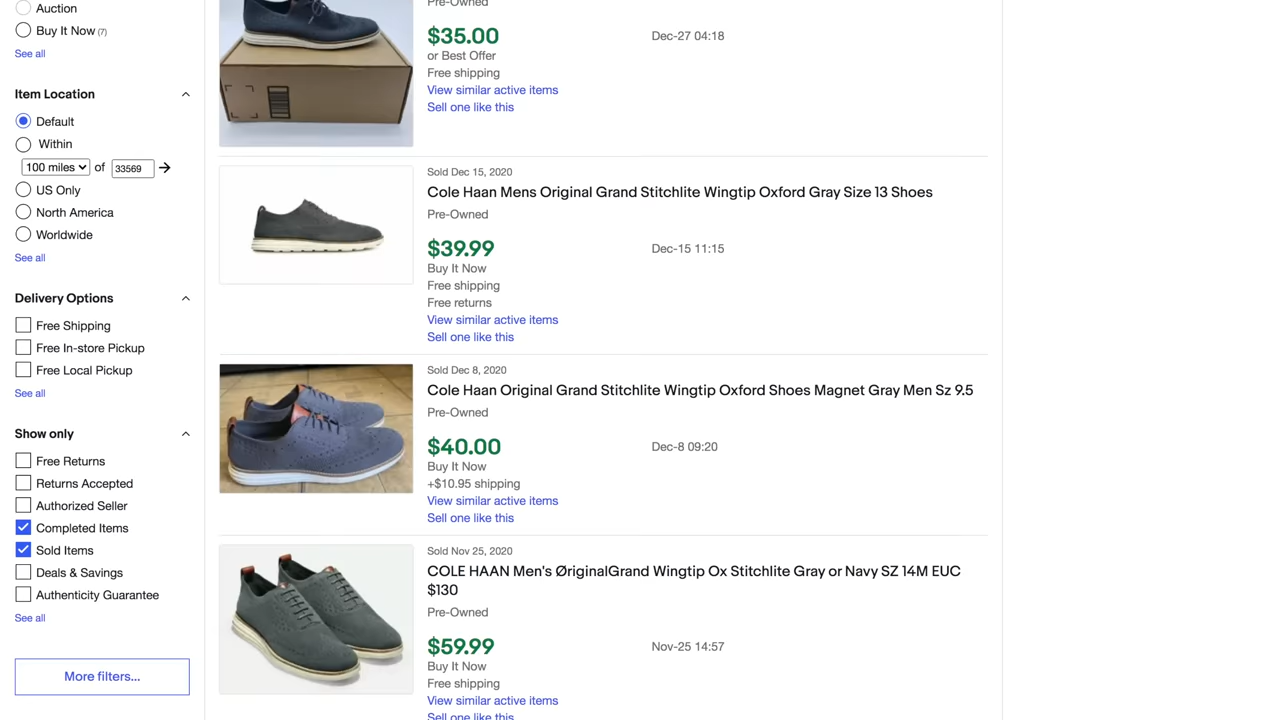 Auction
Buy It Now (7)
See all
Item Location
Default
Within
100 miles of 33569
US Only
North America
Worldwide
See all
Delivery Options
Free Shipping
Free In-store Pickup
Free Local Pickup
See all
Show only
Free Returns
Returns Accepted
Authorized Seller
Completed Items
Sold Items
Deals & Savings
Authenticity Guarantee
See all
More filters...
Pre-Owned
$35.00
Dec-27 04:18
or Best Offer
Free shipping
View similar active items
Sell one like this
Sold Dec 15, 2020
Cole Haan Mens Original Grand Stitchlite Wingtip Oxford Gray Size 13 Shoes
Pre-Owned
$39.99
Dec-15 11:15
Buy It Now
Free shipping
Free returns
View similar active items
Sell one like this
Sold Dec 8, 2020
Cole Haan Original Grand Stitchlite Wingtip Oxford Shoes Magnet Gray Men Sz 9.5
Pre-Owned
$40.00
Dec-8 09:20
Buy It Now
+$10.95 shipping
View similar active items
Sell one like this
Sold Nov 25, 2020
COLE HAAN Men's ØriginalGrand Wingtip Ox Stitchlite Gray or Navy SZ 14M EUC
$130
Pre-Owned
$59.99
Nov-25 14:57
Buy It Now
Free shipping
View similar active items
Sell one like this